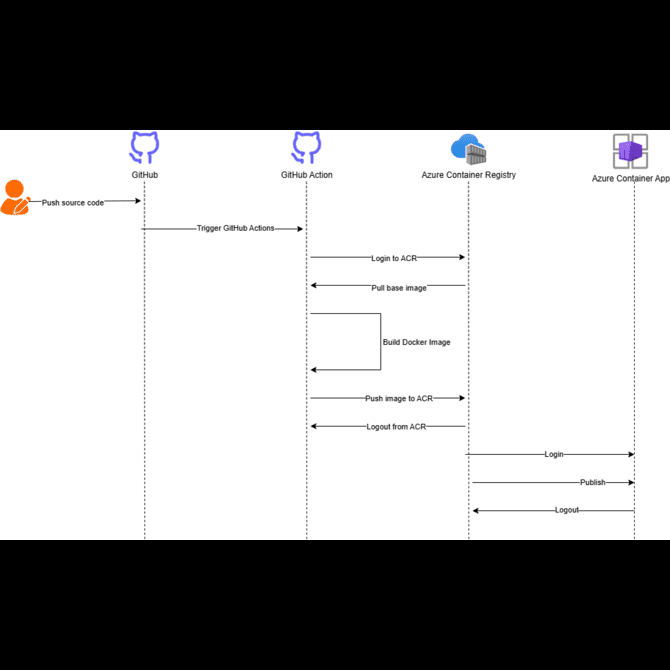 GitHub
GitHub Action
Azure Container Registry
Azure Container App
Push source code
Trigger GitHub Actions
Login to ACR
Pull base image
Build Docker Image
Push image to ACR
Logout from ACR
Login
Publish
Logout